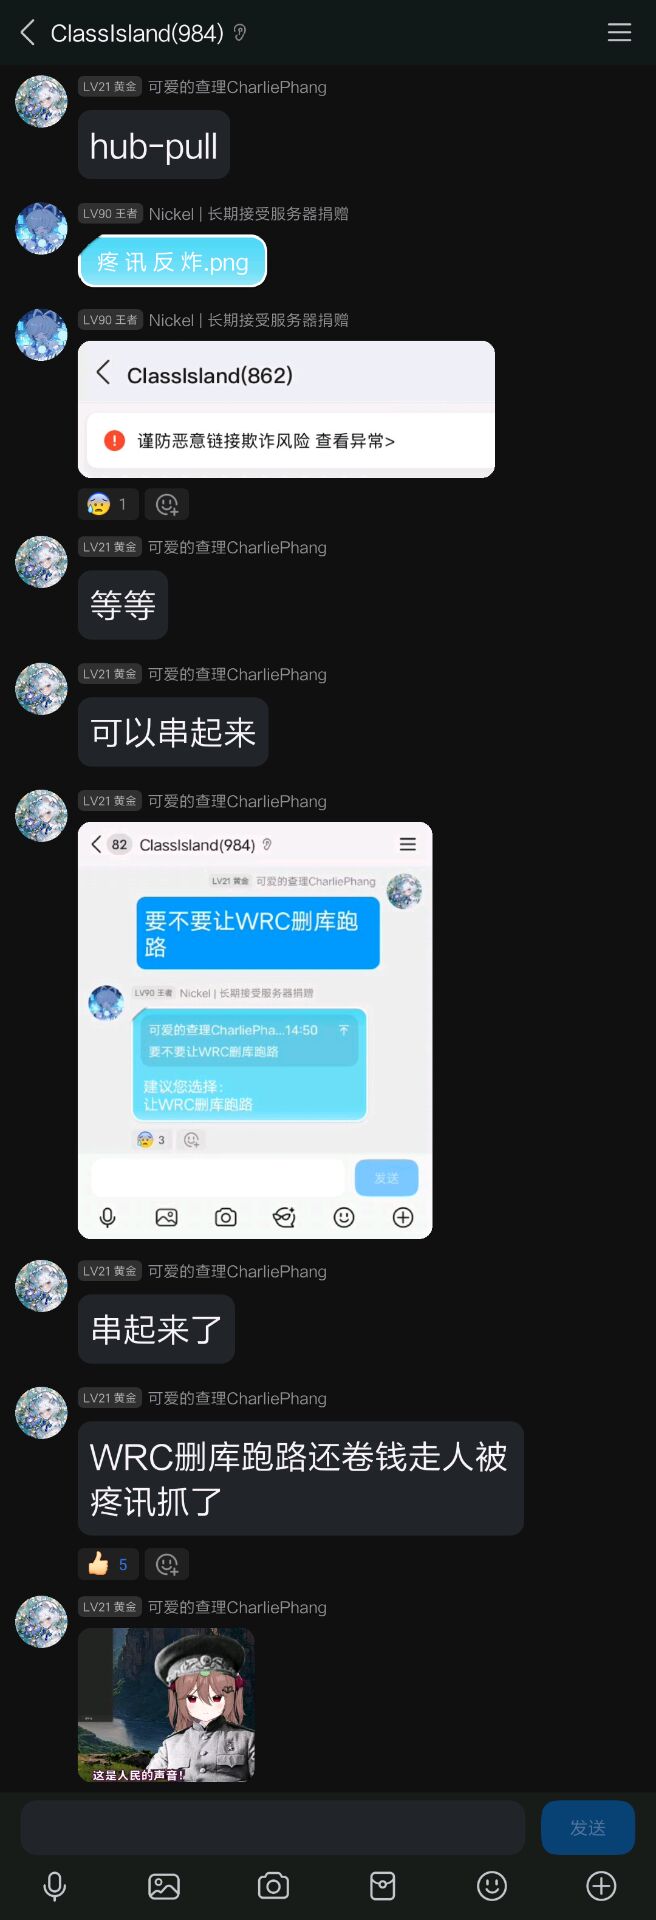 ClassIsland(984)
LV21 黄金 可爱的查理CharliePhang
hub-pull
LV90 王者 Nickel | 长期接受服务器捐赠
疼 讯 反 炸.png
LV90 王者 Nickel | 长期接受服务器捐赠
ClassIsland(862)
谨防恶意链接欺诈风险 查看异常>
1
LV21 黄金 可爱的查理CharliePhang
等等
LV21 黄金 可爱的查理CharliePhang
可以串起来
LV21 黄金 可爱的查理CharliePhang
82 ClassIsland(984)
LV21 黄金 可爱的查理CharliePhang
要不要让WRC删库跑
路
LV90 王者 Nickel | 长期接受服务器捐赠
可爱的查理CharliePha...14:50
要不要让WRC删库跑路
建议您选择：
让WRC删库跑路
3
发送
LV21 黄金 可爱的查理CharliePhang
串起来了
LV21 黄金 可爱的查理CharliePhang
WRC删库跑路还卷钱走人被
疼讯抓了
5
LV21 黄金 可爱的查理CharliePhang
这是人民的声音！
发送